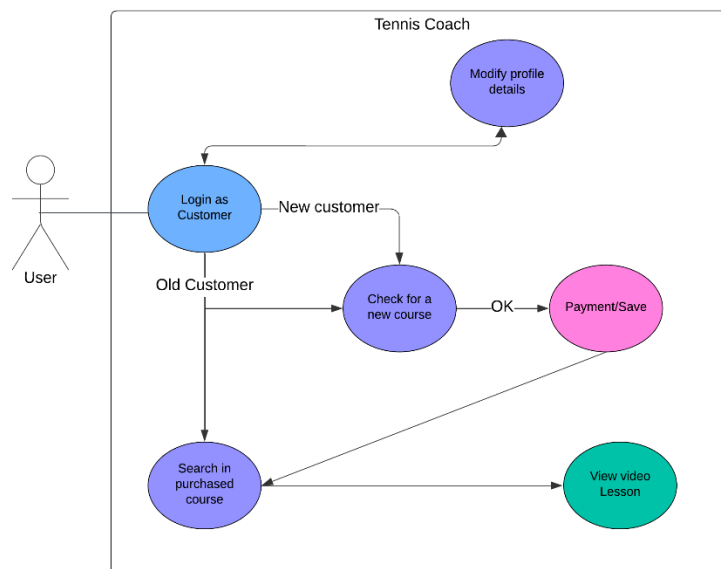 Tennis Coach
Modify profile
details
Login as
Customer
New customer
User
Old Customer
Check for a
new course
OK
Payment/Save
Search in
purchased
course
View video
Lesson